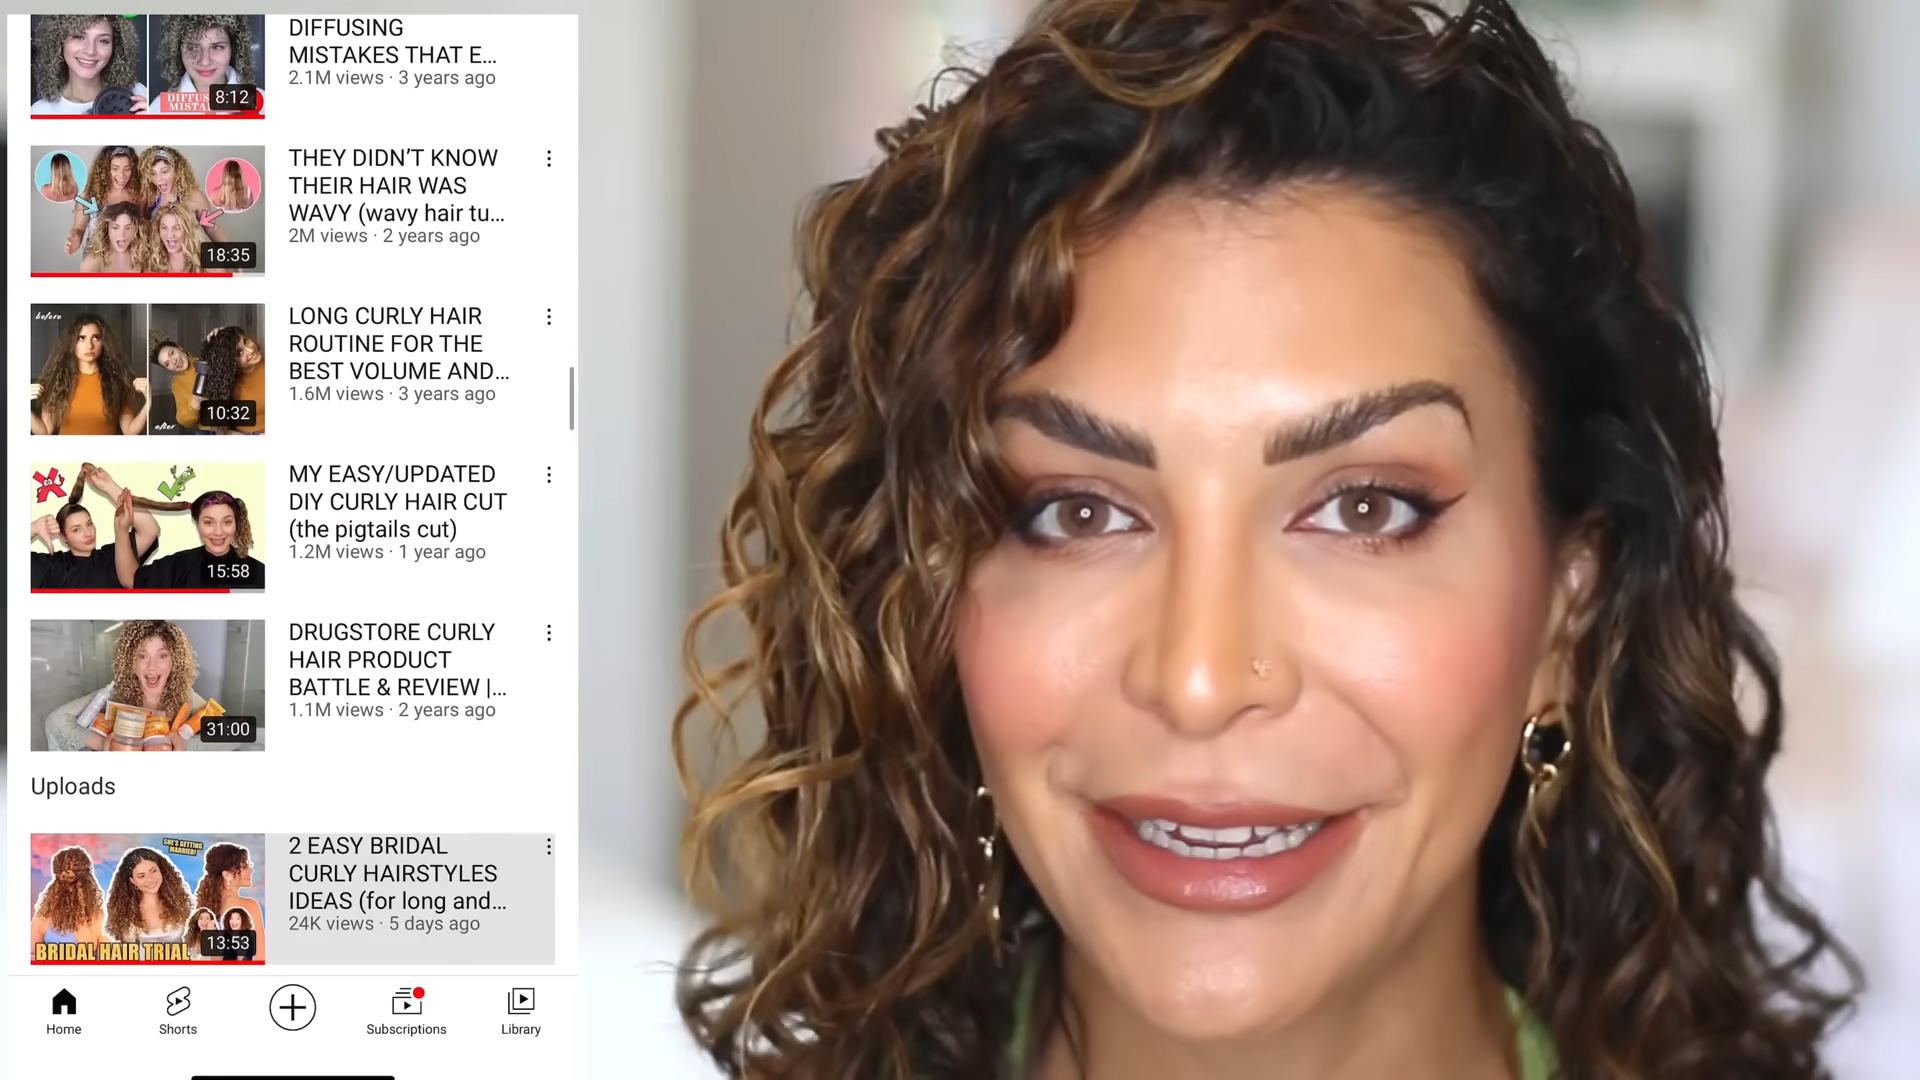 DIFFUSING
MISTAKES THAT E...
2.1M views · 3 years ago
8:12
THEY DIDN’T KNOW
THEIR HAIR WAS
WAVY (wavy hair tu...
2M views · 2 years ago
18:35
before
after
LONG CURLY HAIR
ROUTINE FOR THE
BEST VOLUME AND...
1.6M views · 3 years ago
10:32
MY EASY/UPDATED
DIY CURLY HAIR CUT
(the pigtails cut)
1.2M views · 1 year ago
15:58
DRUGSTORE CURLY
HAIR PRODUCT
BATTLE & REVIEW |...
1.1M views · 2 years ago
31:00
Uploads
SHE'S GETTING
MARRIED!
BRIDAL HAIR TRIAL
13:53
2 EASY BRIDAL
CURLY HAIRSTYLES
IDEAS (for long and...
24K views · 5 days ago
Home
Shorts
Subscriptions
Library